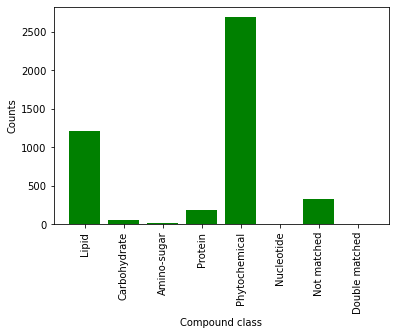 2500
2000
1500
1000
500
0
Counts
Lipid
Carbohydrate
Amino-sugar
Protein
Phytochemical
Nucleotide
Not matched
Double matched
Compound class